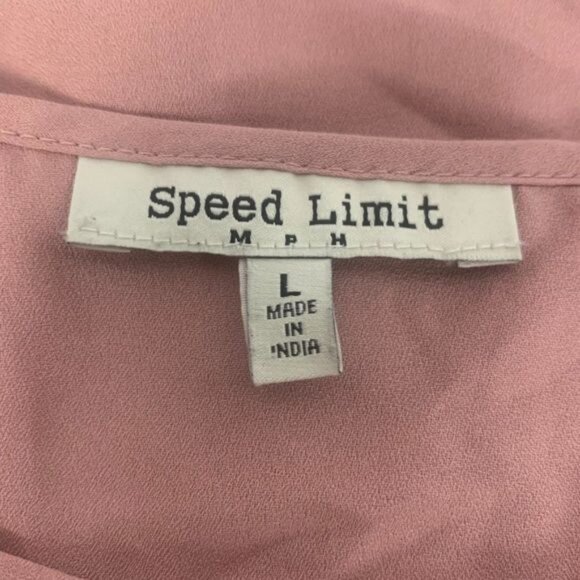 Speed Limit
M P H
L
MADE
IN
INDIA